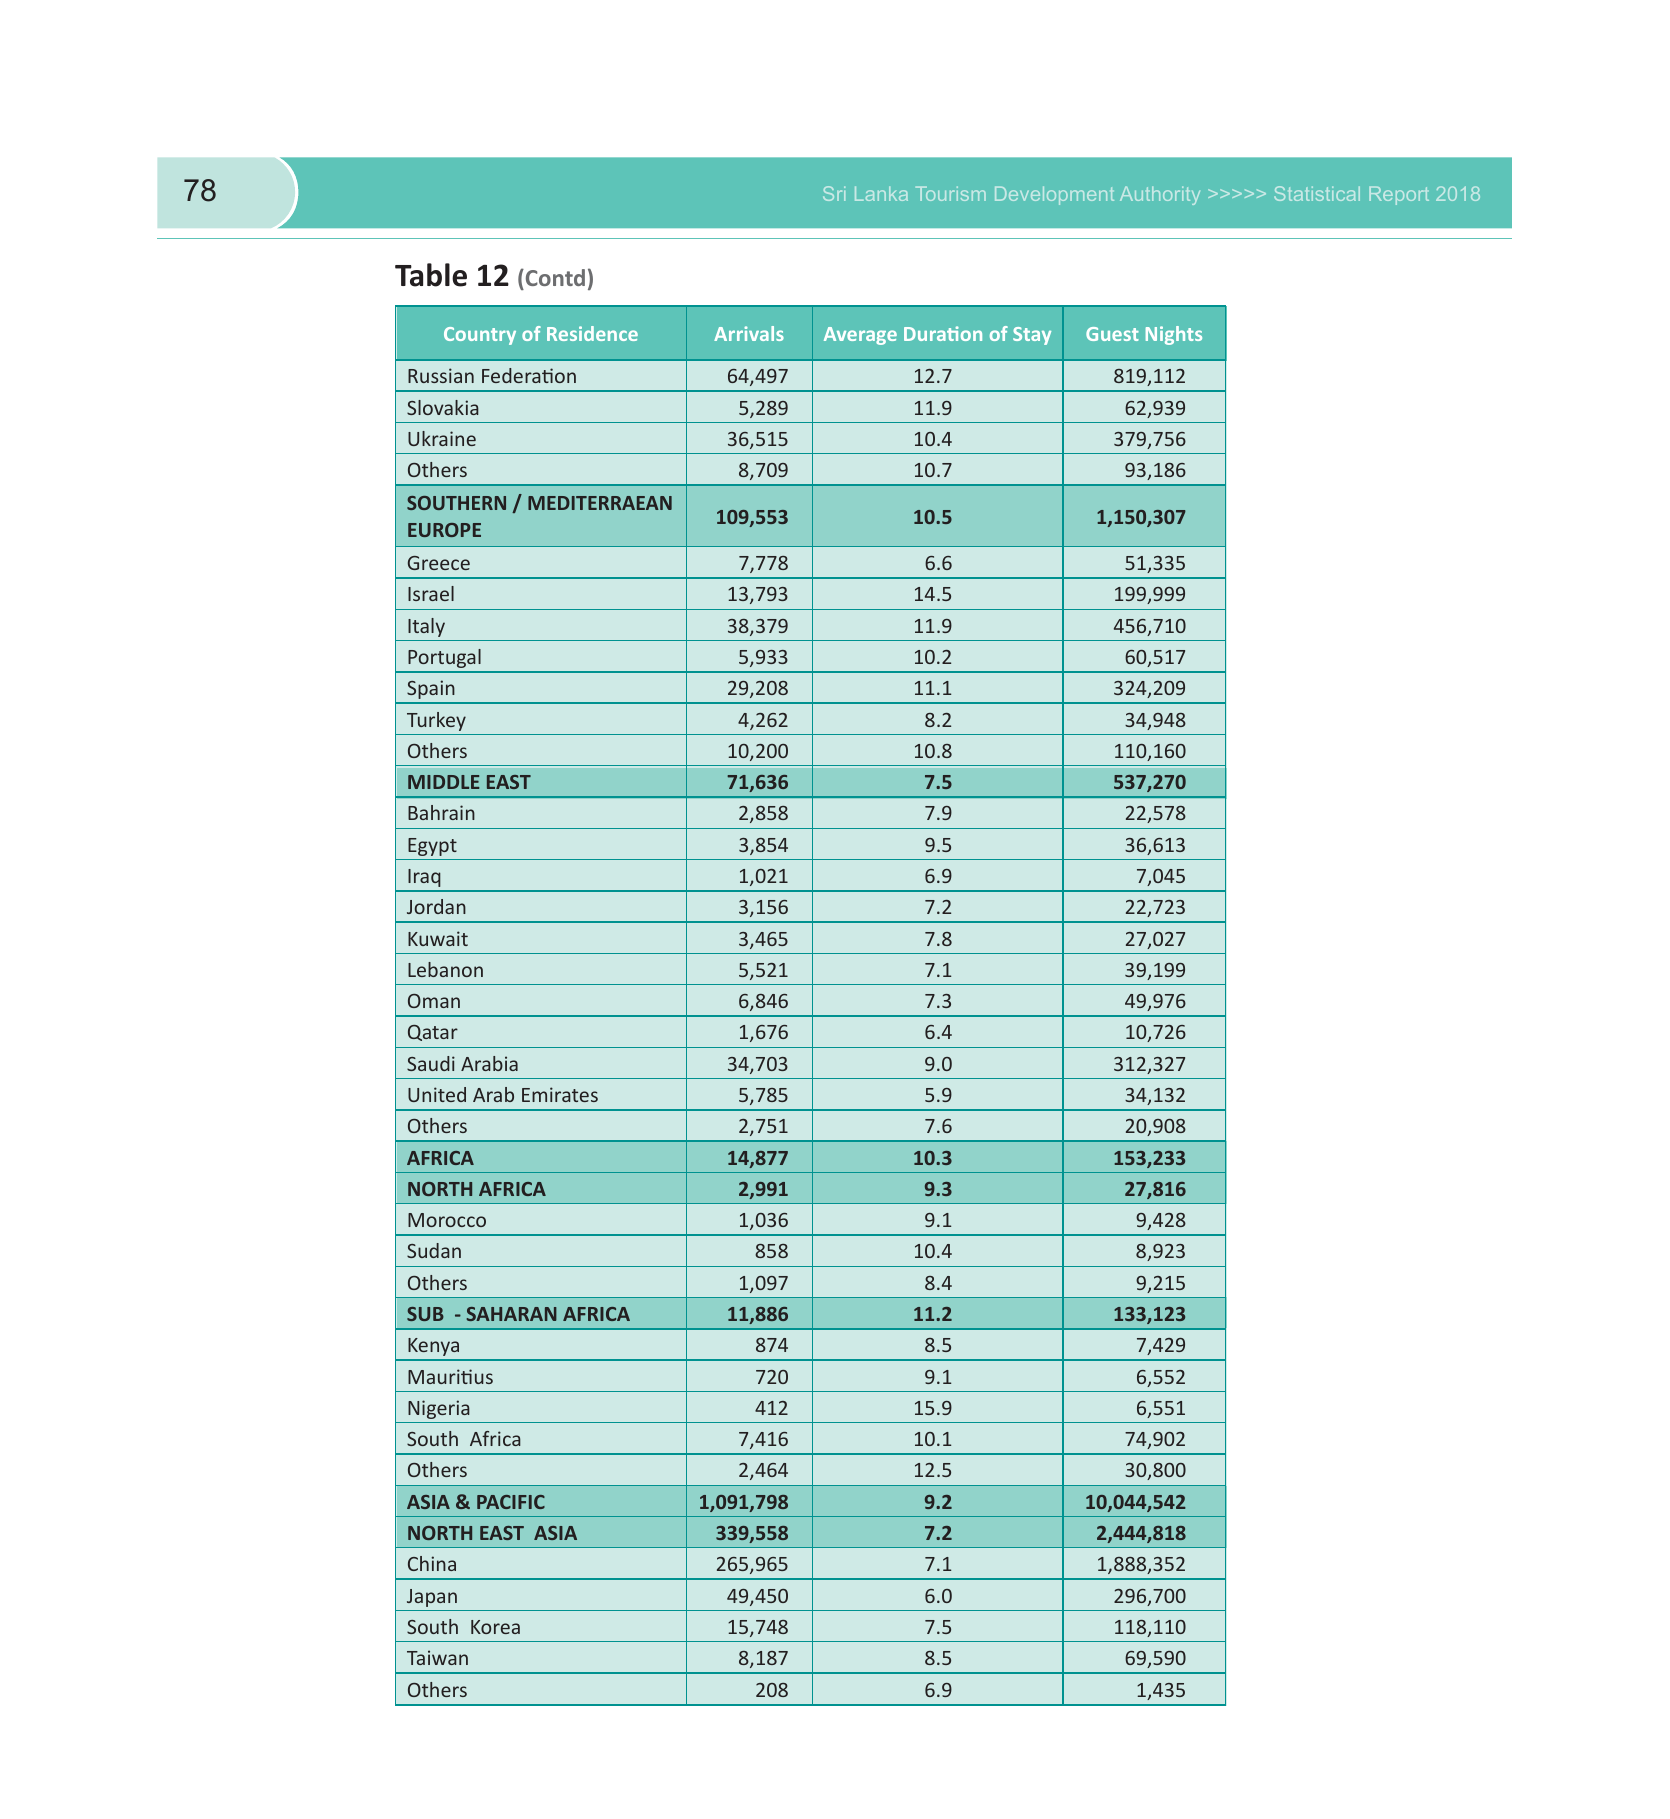 78
Sri Lanka Tourism Development Authority >>>>> Statistical Report 2018
Table 12 (Contd)
Country of Residence Arrivals Average Duration of Stay Guest Nights
Russian Federation 64,497 12.7 819,112
Slovakia 5,289 11.9 62,939
Ukraine 36,515 10.4 379,756
Others 8,709 10.7 93,186
SOUTHERN / MEDITERRAEAN
EUROPE 109,553 10.5 1,150,307
Greece 7,778 6.6 51,335
Israel 13,793 14.5 199,999
Italy 38,379 11.9 456,710
Portugal 5,933 10.2 60,517
Spain 29,208 11.1 324,209
Turkey 4,262 8.2 34,948
Others 10,200 10.8 110,160
MIDDLE EAST 71,636 7.5 537,270
Bahrain 2,858 7.9 22,578
Egypt 3,854 9.5 36,613
Iraq 1,021 6.9 7,045
Jordan 3,156 7.2 22,723
Kuwait 3,465 7.8 27,027
Lebanon 5,521 7.1 39,199
Oman 6,846 7.3 49,976
Qatar 1,676 6.4 10,726
Saudi Arabia 34,703 9.0 312,327
United Arab Emirates 5,785 5.9 34,132
Others 2,751 7.6 20,908
AFRICA 14,877 10.3 153,233
NORTH AFRICA 2,991 9.3 27,816
Morocco 1,036 9.1 9,428
Sudan 858 10.4 8,923
Others 1,097 8.4 9,215
SUB - SAHARAN AFRICA 11,886 11.2 133,123
Kenya 874 8.5 7,429
Mauritius 720 9.1 6,552
Nigeria 412 15.9 6,551
South Africa 7,416 10.1 74,902
Others 2,464 12.5 30,800
ASIA & PACIFIC 1,091,798 9.2 10,044,542
NORTH EAST ASIA 339,558 7.2 2,444,818
China 265,965 7.1 1,888,352
Japan 49,450 6.0 296,700
South Korea 15,748 7.5 118,110
Taiwan 8,187 8.5 69,590
Others 208 6.9 1,435